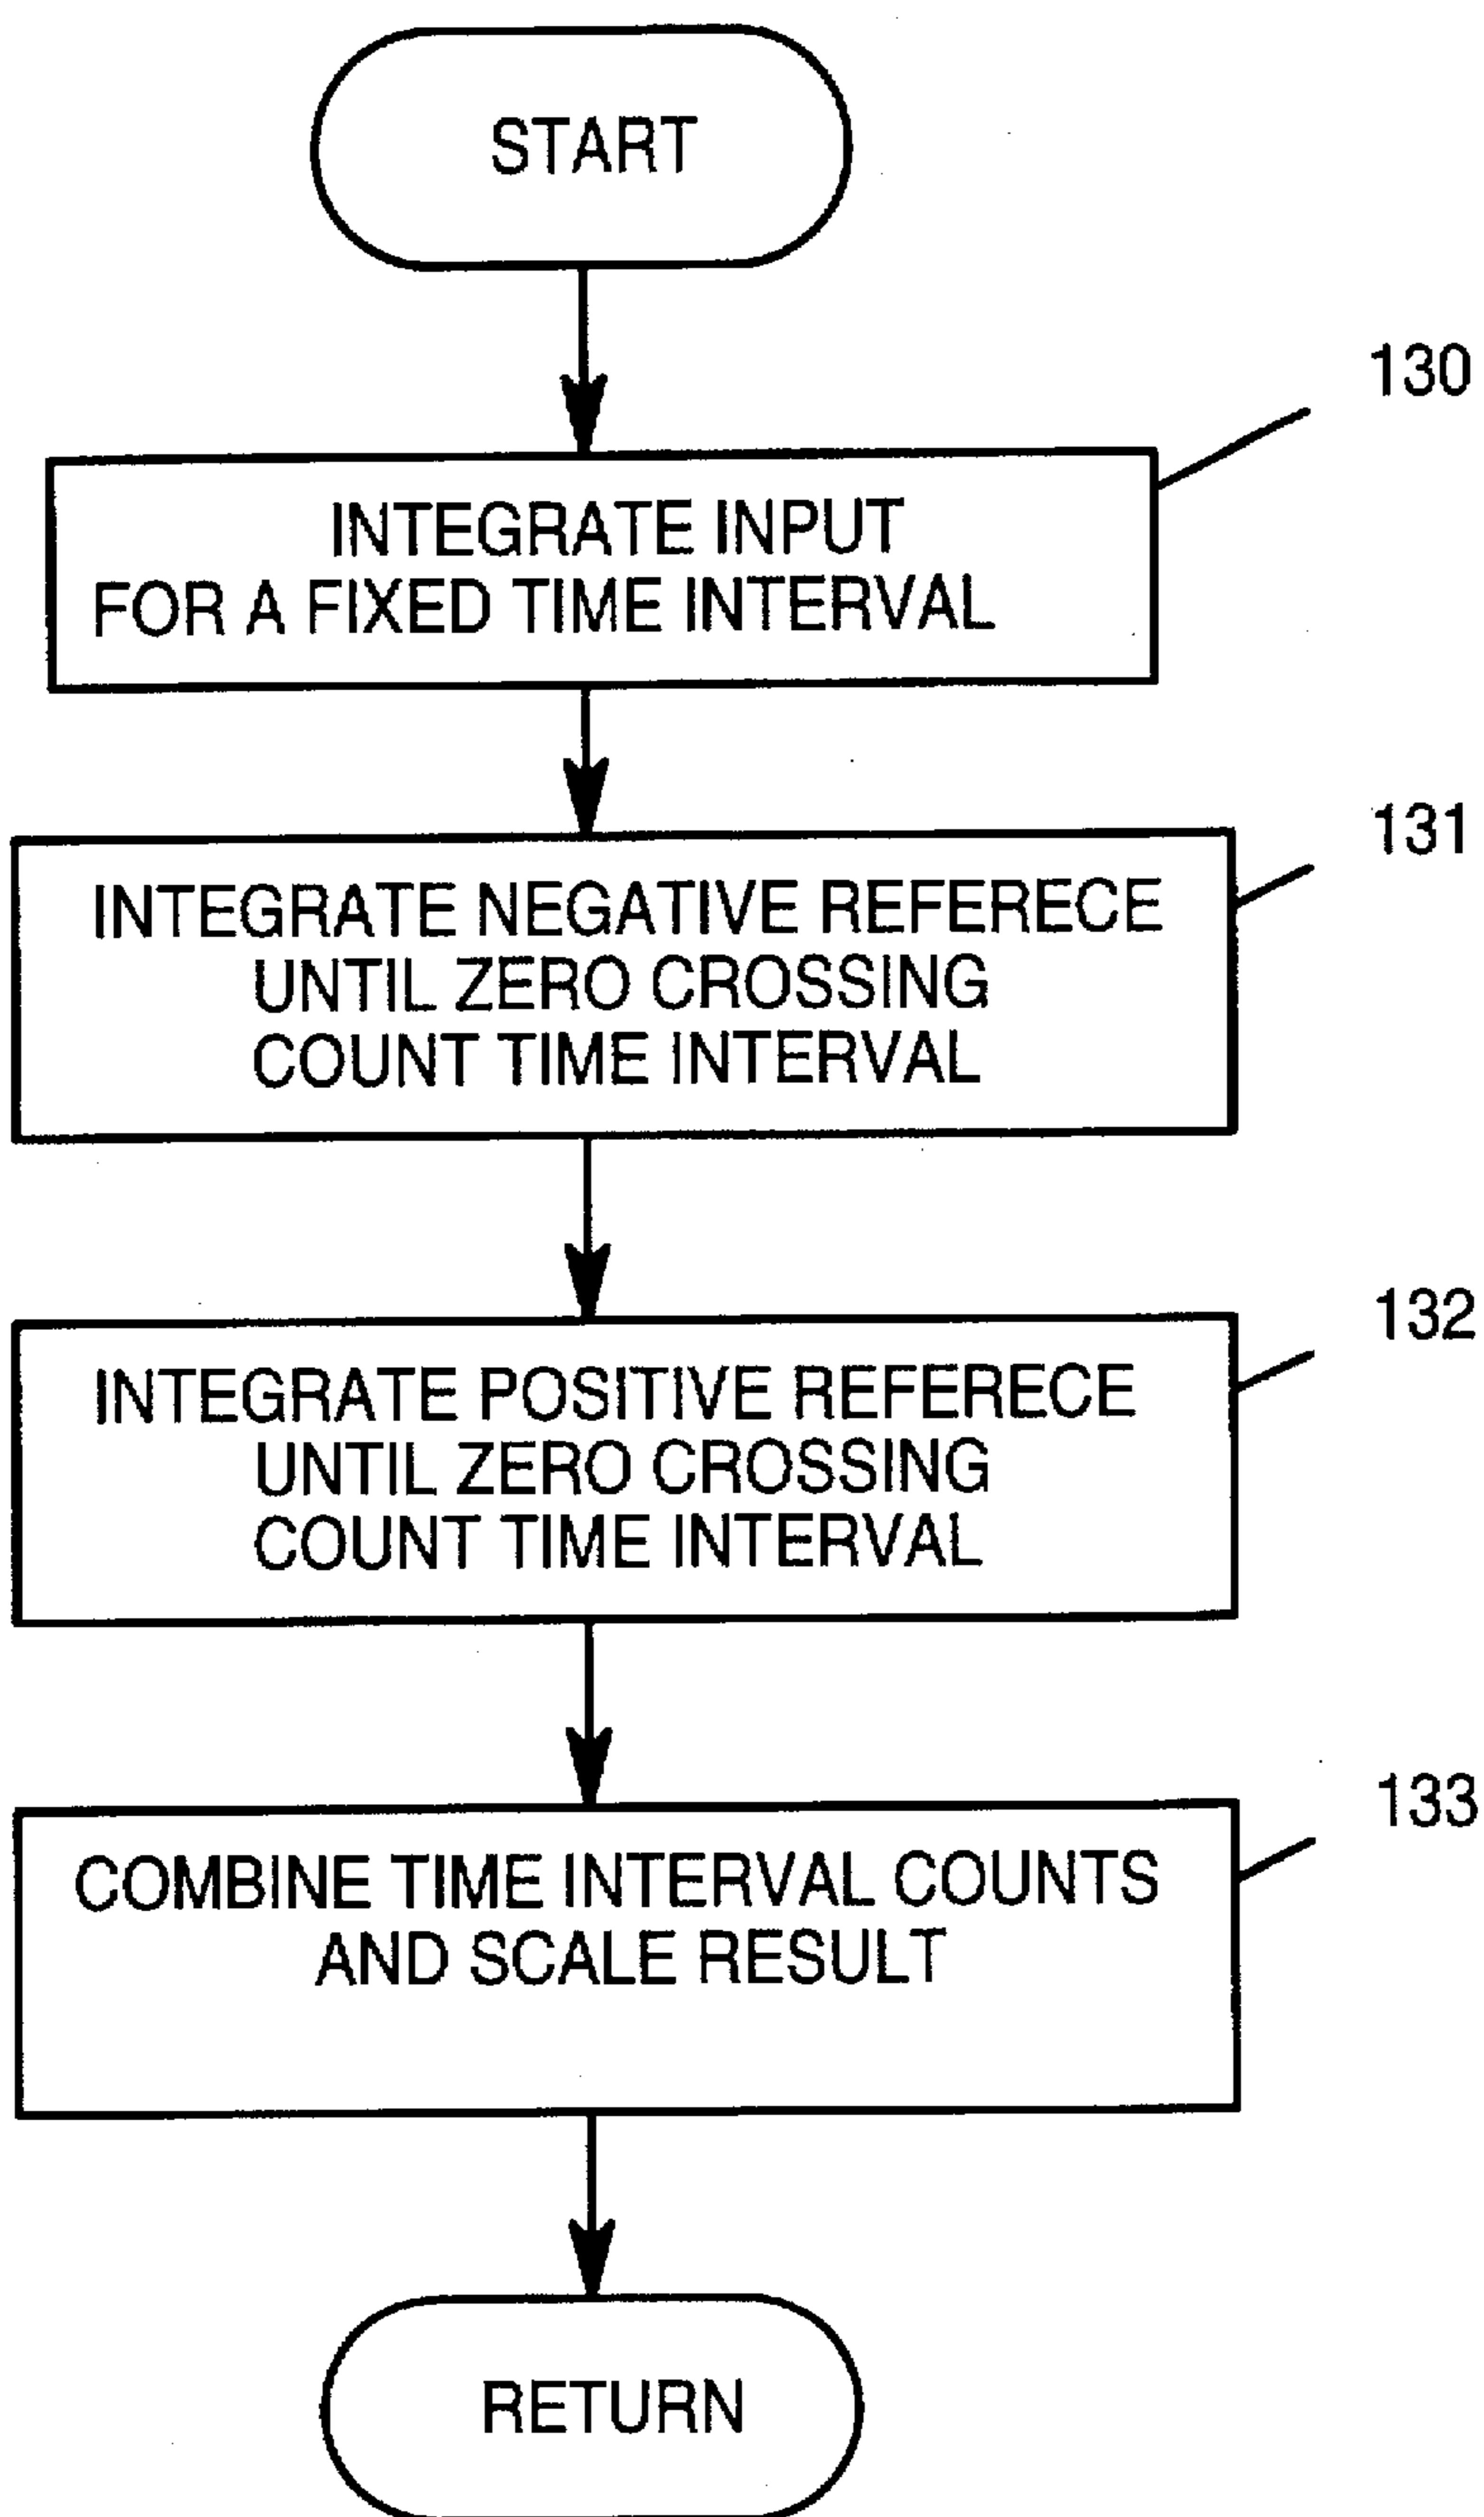 START
130
INTEGRATE INPUT
FOR A FIXED TIME INTERVAL
131
INTEGRATE NEGATIVE REFERECE
UNTIL ZERO CROSSING
COUNT TIME INTERVAL
132
INTEGRATE POSITIVE REFERECE
UNTIL ZERO CROSSING
COUNT TIME INTERVAL
133
COMBINE TIME INTERVAL COUNTS
AND SCALE RESULT
RETURN